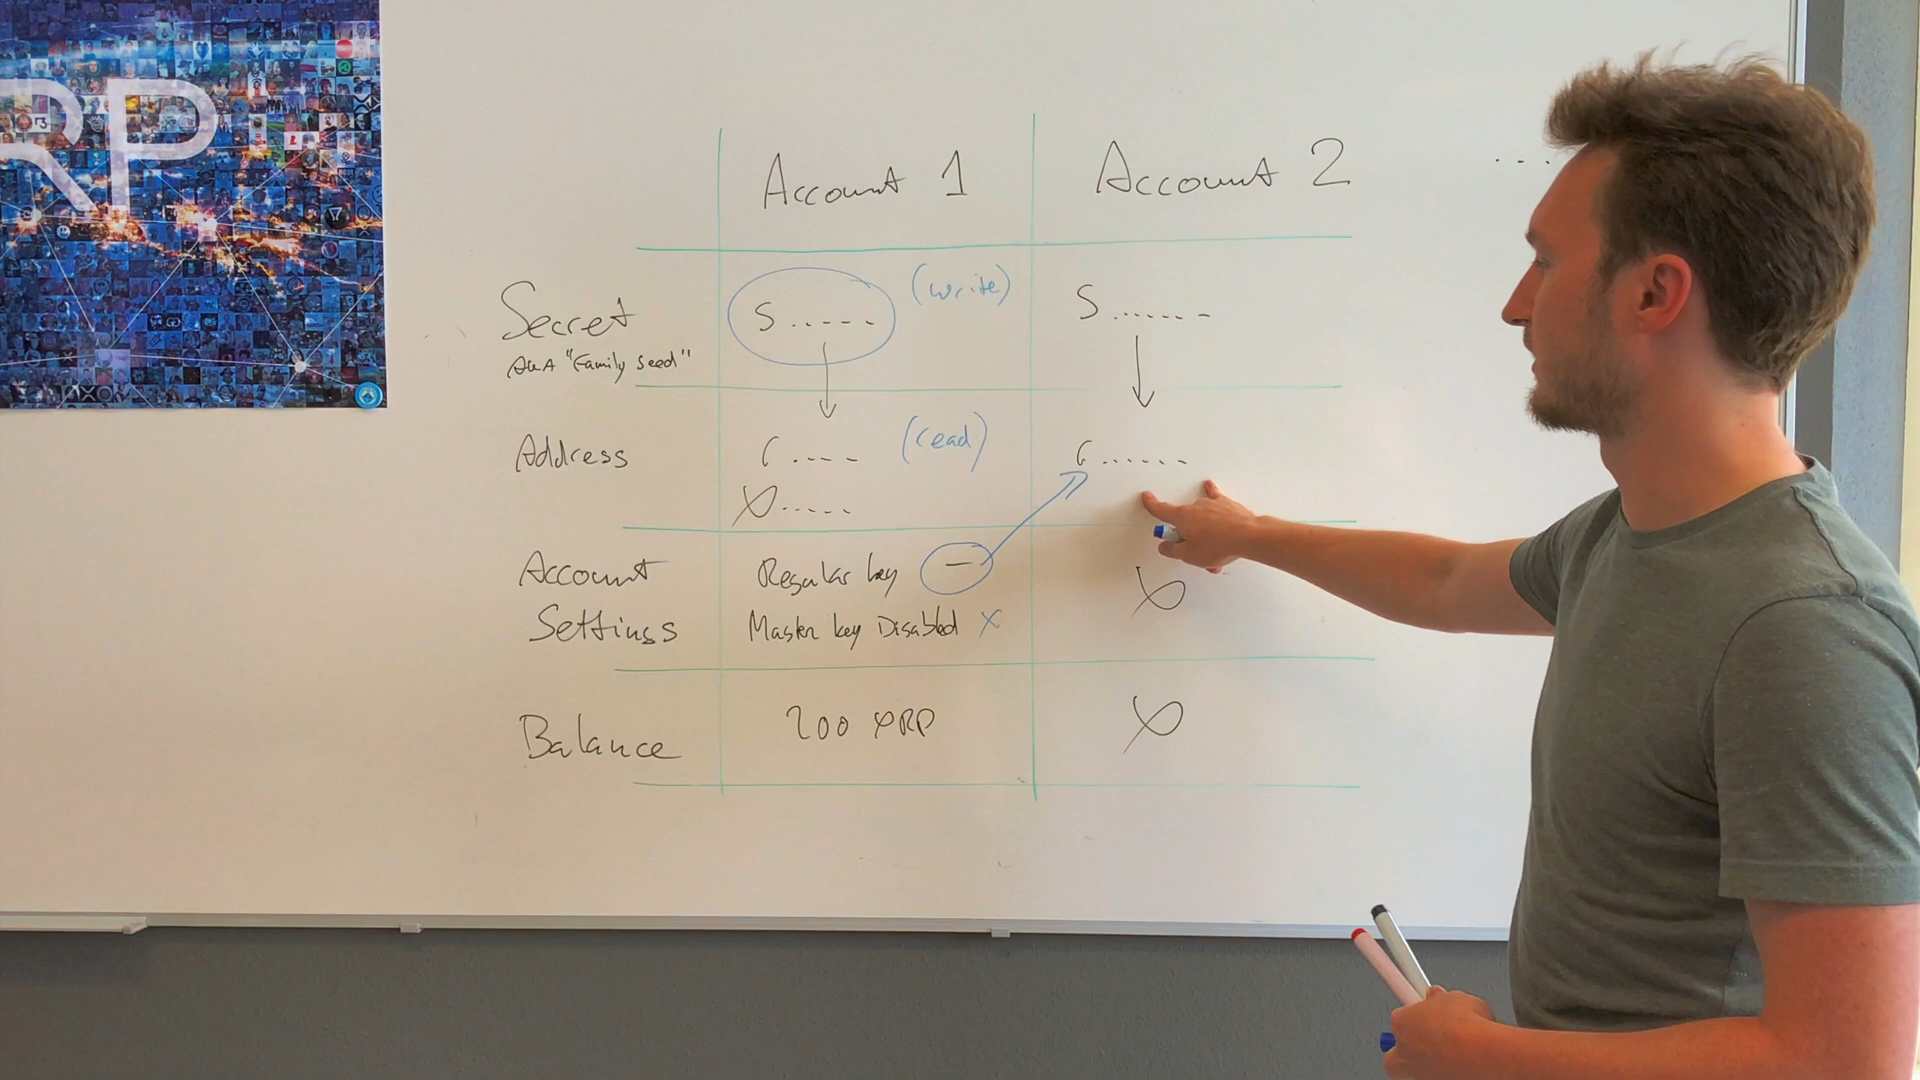 RP
Account 1
Account 2
....
Secret
AKA "Family seed"
S.....
(write)
S......
Address
r....
(read)
r......
X.....
Account
Settings
Regular key —
Master key Disabled X
Balance
200 XRP